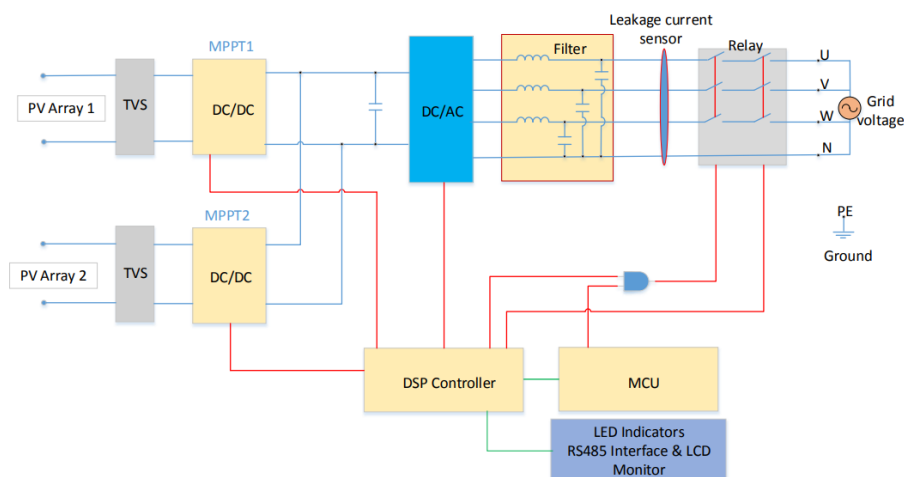 Leakage current
sensor
MPPT1
Filter
Relay
PV Array 1
TVS
DC/DC
DC/AC
U
V
W
N
Grid
voltage
MPPT2
PE
Ground
PV Array 2
TVS
DC/DC
DSP Controller
MCU
LED Indicators
RS485 Interface & LCD
Monitor